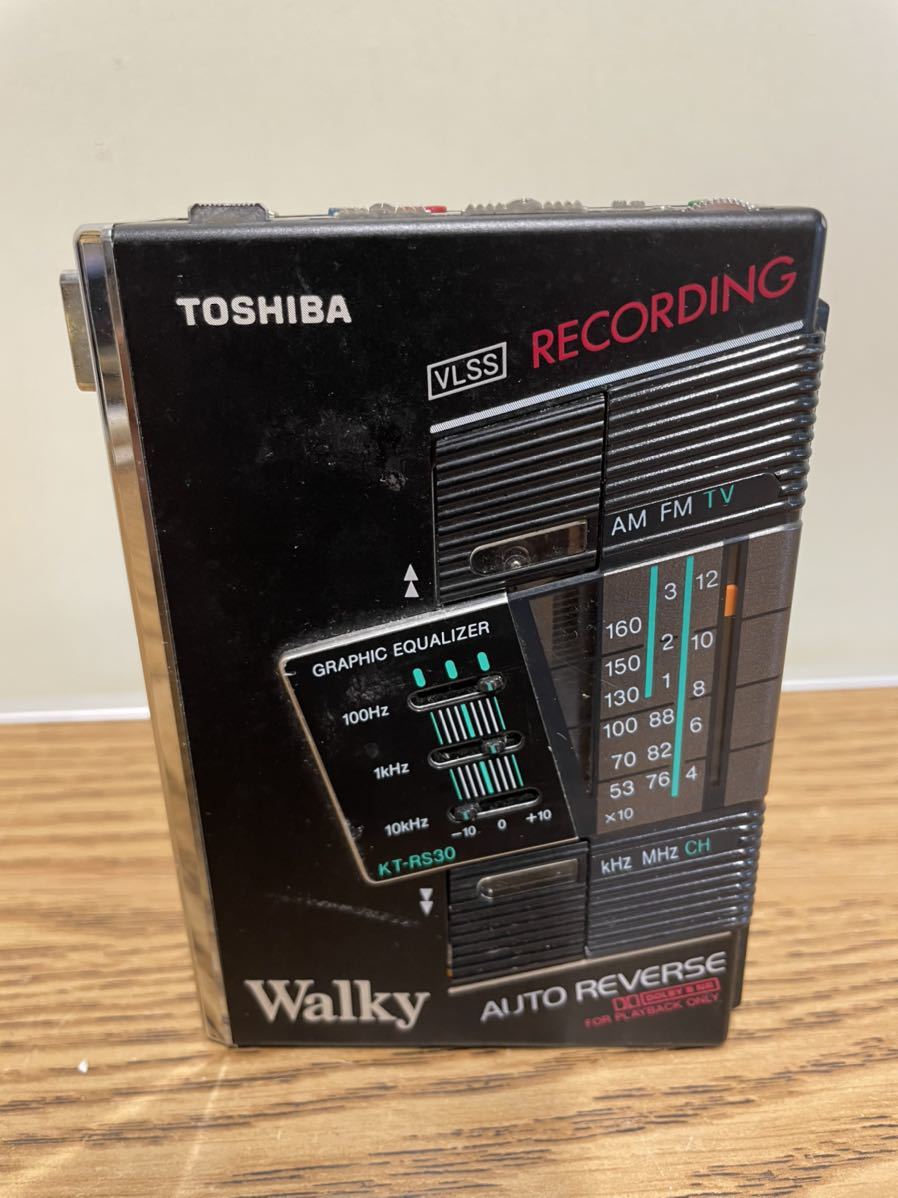 TOSHIBA
VLSS
RECORDING
AM FM TV
GRAPHIC EQUALIZER
100Hz
1kHz
10kHz
-10 0 +10
KT-RS30
3 12
160
2 10
150
1 8
130
100 88
6
70 82
53 76 4
×10
kHz MHz CH
Walky
AUTO REVERSE
DOLBY B NR
FOR PLAYBACK ONLY